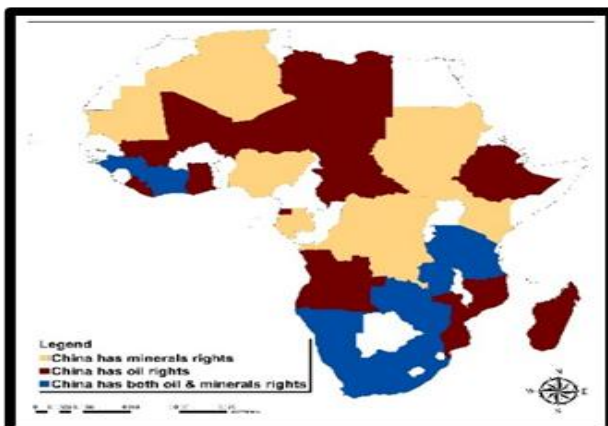 Legend
China has minerals rights
China has oil rights
China has both oil & minerals rights
N
W
E
S